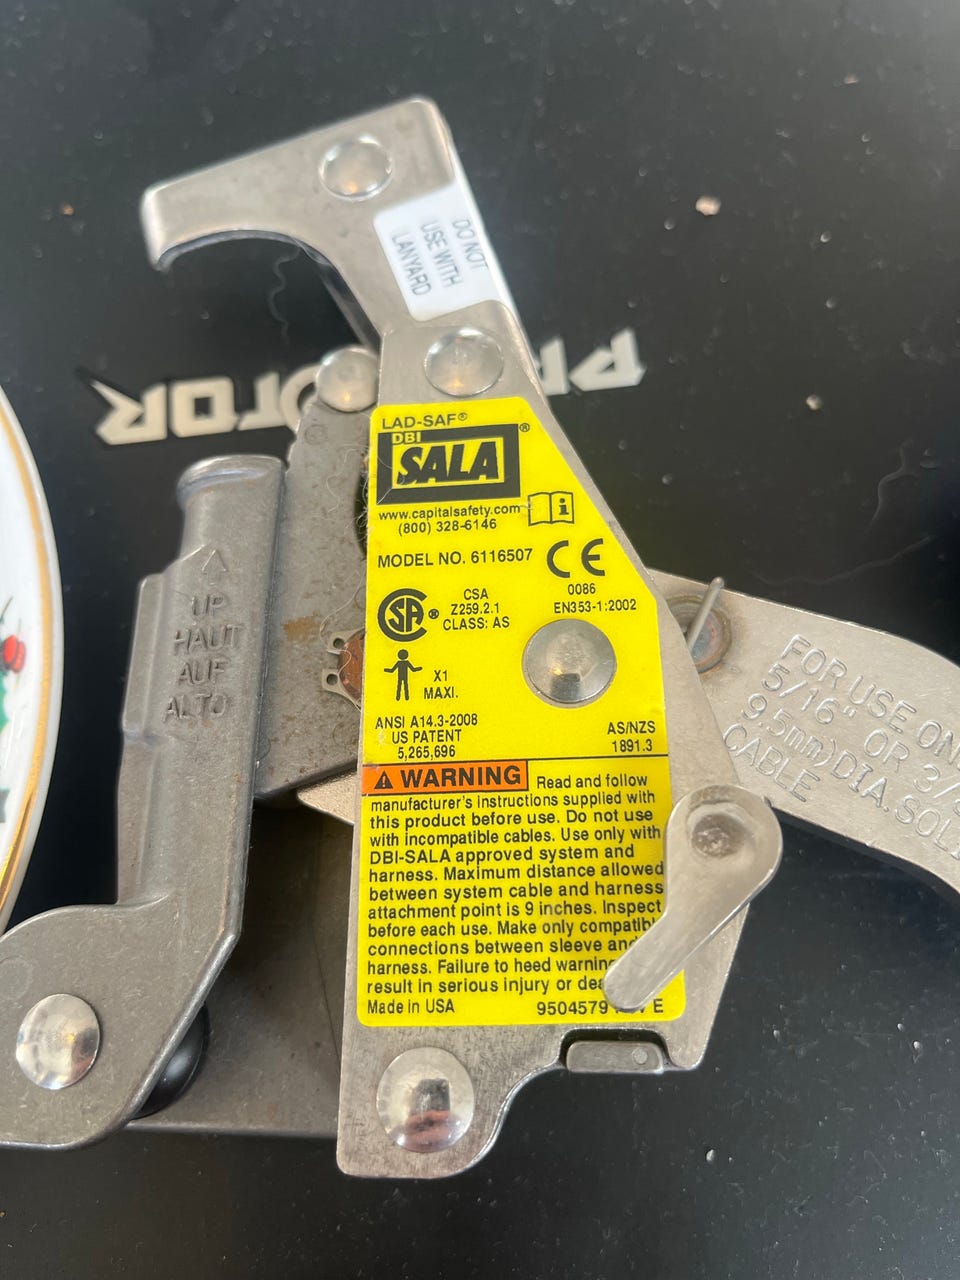 DO NOT
USE WITH
LANYARD
LAD-SAF®
DBI
SALA®
www.capitalsafety.com
(800) 328-6146
MODEL NO. 6116507
CE
0086
EN353-1:2002
SA®
CSA
Z259.2.1
CLASS: AS
X1
MAXI.
ANSI A14.3-2008
US PATENT
5,265,696
AS/NZS
1891.3
WARNING Read and follow
manufacturer's instructions supplied with
this product before use. Do not use
with incompatible cables. Use only with
DBI-SALA approved system and
harness. Maximum distance allowed
between system cable and harness
attachment point is 9 inches. Inspect
before each use. Make only
connections between sleeve and
harness. Failure to heed
result in serious injury or
Made in USA
9504579 E
UP
HAUT
AUF
ALTO
FOR USE
5/16" OR
9.5mm) DIA.
CABLE